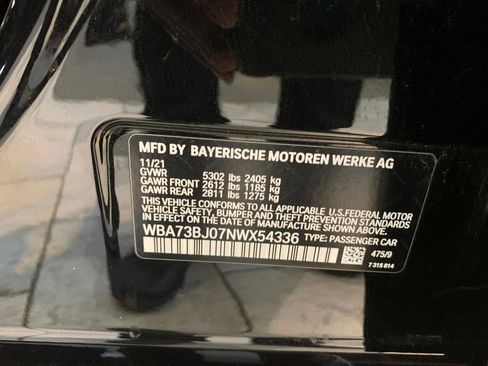 MFD BY BAYERISCHE MOTOREN WERKE AG
11/21
GVWR 5302 lbs 2405 kg
GAWR FRONT 2612 lbs 1185 kg
GAWR REAR 2811 lbs 1275 kg
THIS VEHICLE CONFORMS TO ALL APPLICABLE U.S. FEDERAL MOTOR
VEHICLE SAFETY, BUMPER, AND THEFT PREVENTION STANDARDS
IN EFFECT ON THE DATE OF MANUFACTURE SHOWN ABOVE.
WBA73BJ07NWX54336 TYPE: PASSENGER CAR
475/9
7 315 814